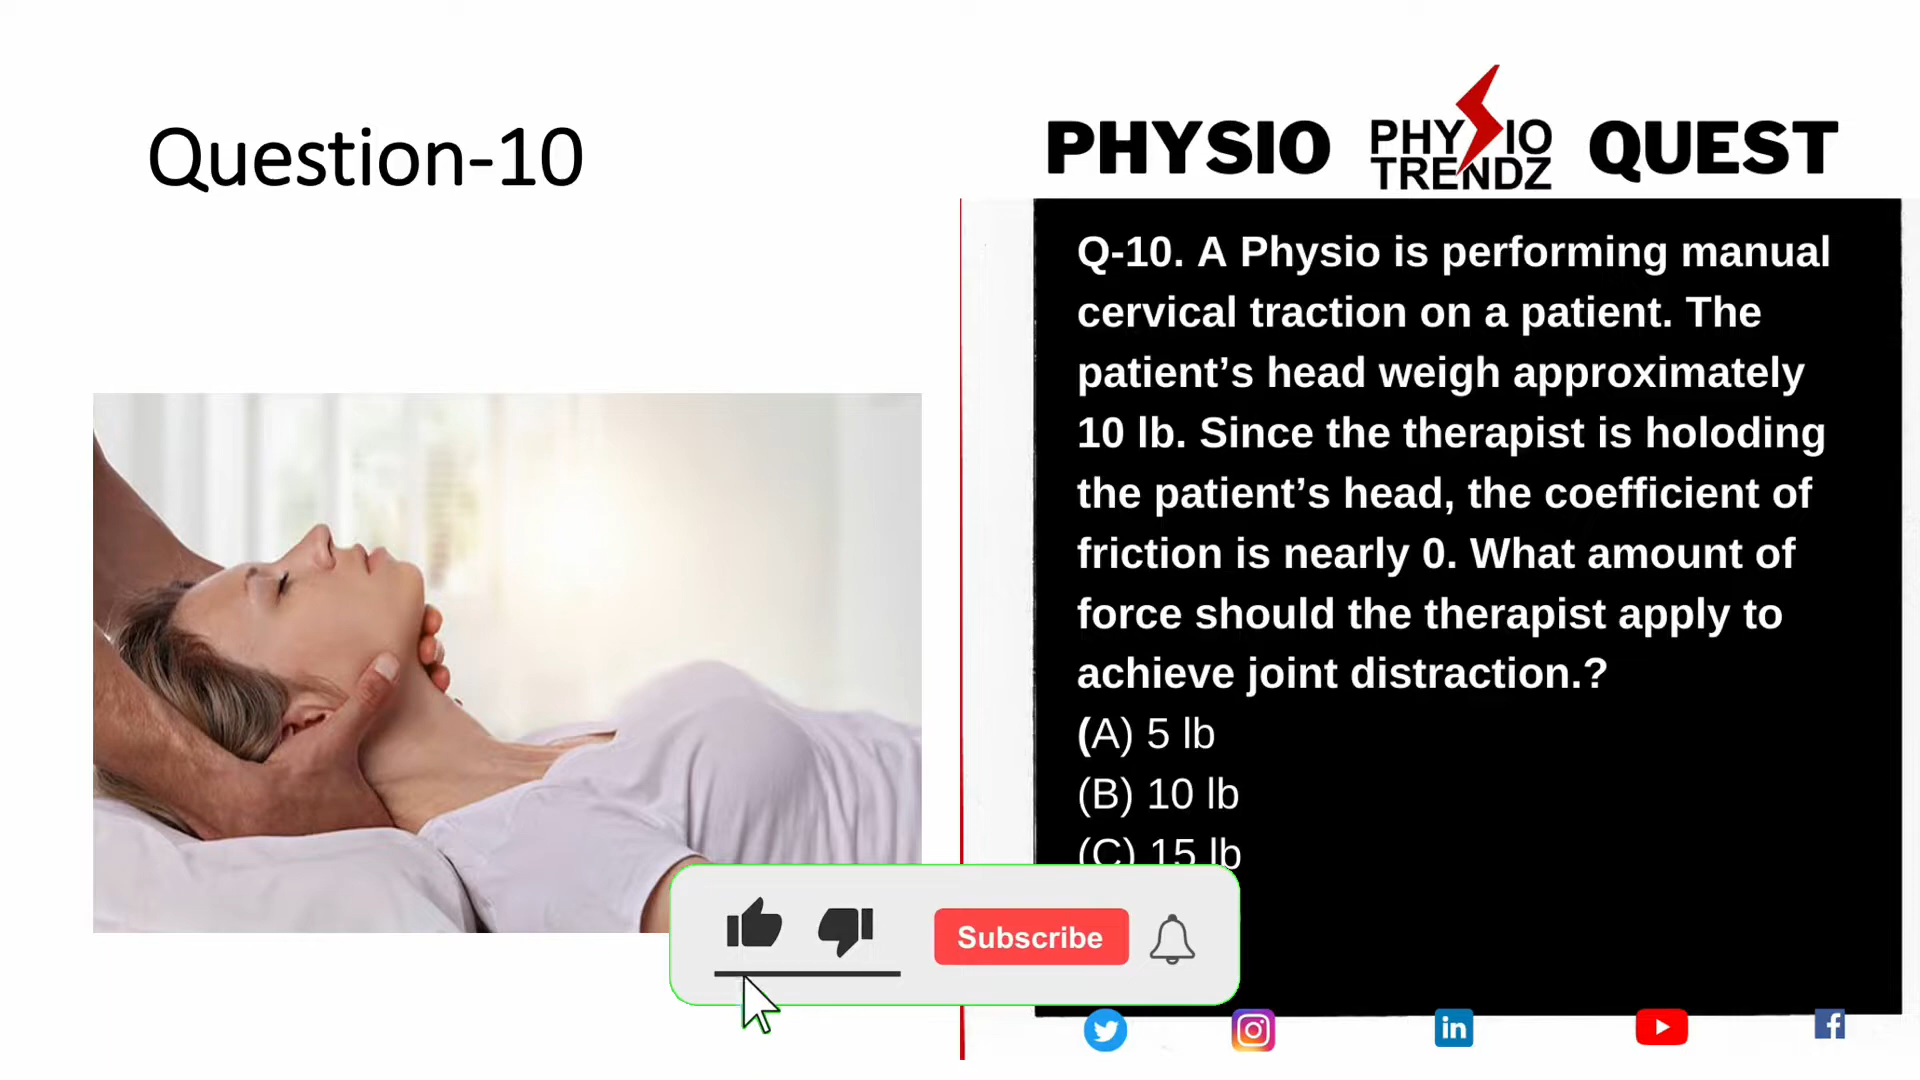 Question-10
PHYSIO PHYSIO TRENDZ QUEST
Q-10. A Physio is performing manual
cervical traction on a patient. The
patient’s head weigh approximately
10 lb. Since the therapist is holoding
the patient’s head, the coefficient of
friction is nearly 0. What amount of
force should the therapist apply to
achieve joint distraction.?
(A) 5 lb
(B) 10 lb
(C) 15 lb
Subscribe
in
f